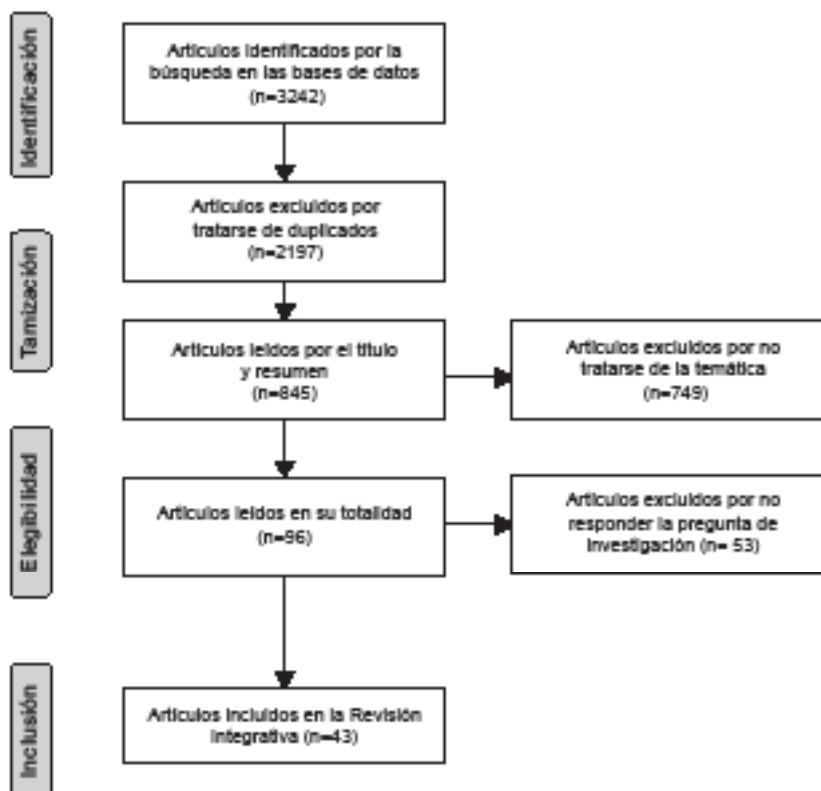 Identificación
Artículos identificados por la
búsqueda en las bases de datos
(n=3242)
Artículos excluidos por
tratarse de duplicados
(n=2197)
Tamización
Artículos leidos por el título
y resumen
(n=845)
Artículos excluidos por no
tratarse de la temática
(n=749)
Elegibilidad
Artículos leidos en su totalidad
(n=96)
Artículos excluidos por no
responder la pregunta de
investigación (n= 53)
Inclusión
Artículos incluidos en la Revisión
Integrativa (n=43)